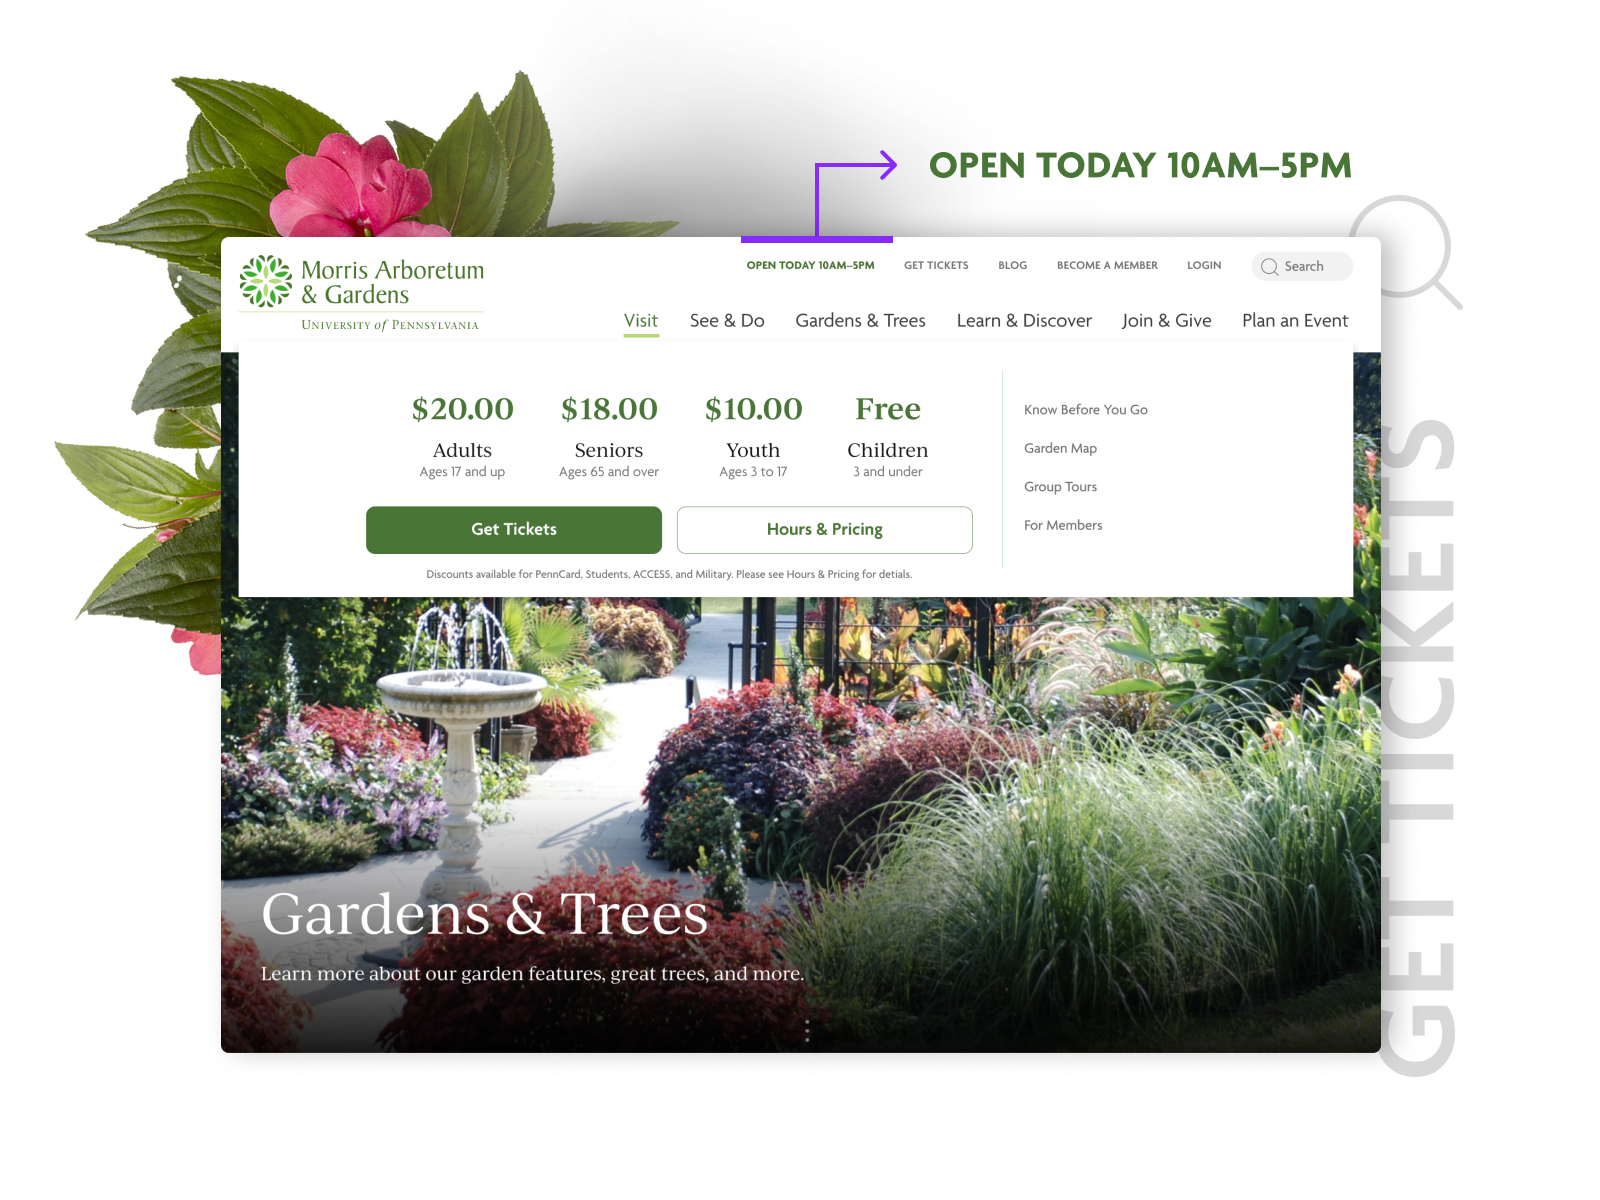 OPEN TODAY 10AM–5PM
Morris Arboretum
& Gardens
UNIVERSITY of PENNSYLVANIA
OPEN TODAY 10AM–5PM GET TICKETS BLOG BECOME A MEMBER LOGIN Search
Visit See & Do Gardens & Trees Learn & Discover Join & Give Plan an Event
$20.00 $18.00 $10.00 Free
Adults Seniors Youth Children
Ages 17 and up Ages 65 and over Ages 3 to 17 3 and under
Get Tickets Hours & Pricing
Discounts available for PennCard, Students, ACCESS, and Military. Please see Hours & Pricing for detials.
Know Before You Go
Garden Map
Group Tours
For Members
Gardens & Trees
Learn more about our garden features, great trees, and more.
GET TICKETS